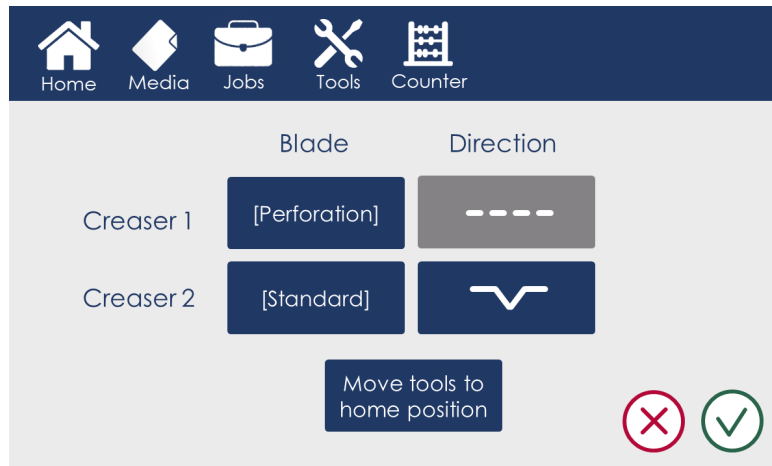 Home Media Jobs Tools Counter
Blade Direction
Creaser 1 [Perforation]
Creaser 2 [Standard]
Move tools to
home position